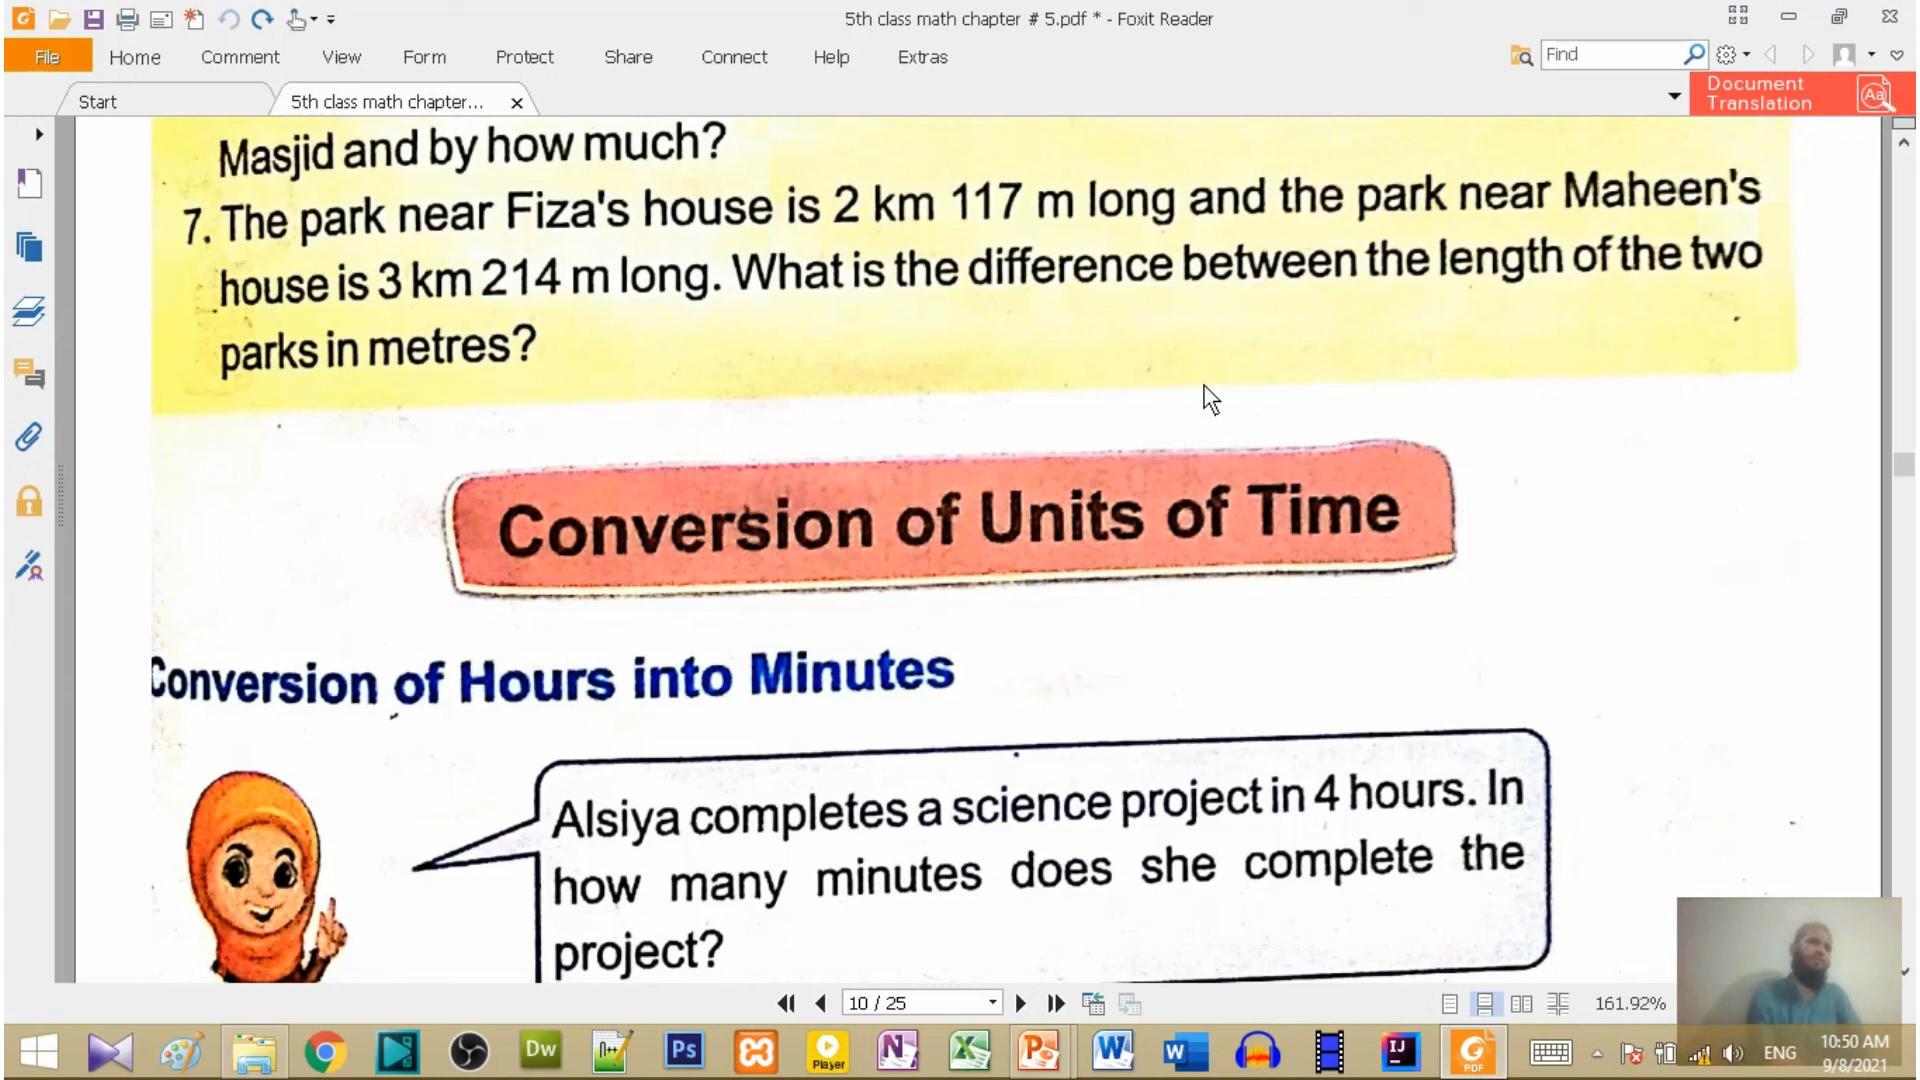 5th class math chapter # 5.pdf * - Foxit Reader
File Home Comment View Form Protect Share Connect Help Extras
Find
Document
Translation
Start
5th class math chapter...
Masjid and by how much?
7. The park near Fiza's house is 2 km 117 m long and the park near Maheen's
house is 3 km 214 m long. What is the difference between the length of the two
parks in metres?
Conversion of Units of Time
Conversion of Hours into Minutes
Alsiya completes a science project in 4 hours. In
how many minutes does she complete the
project?
10 / 25
161.92%
Dw
Ps
Player
IJ
PDF
ENG
10:50 AM
9/8/2021